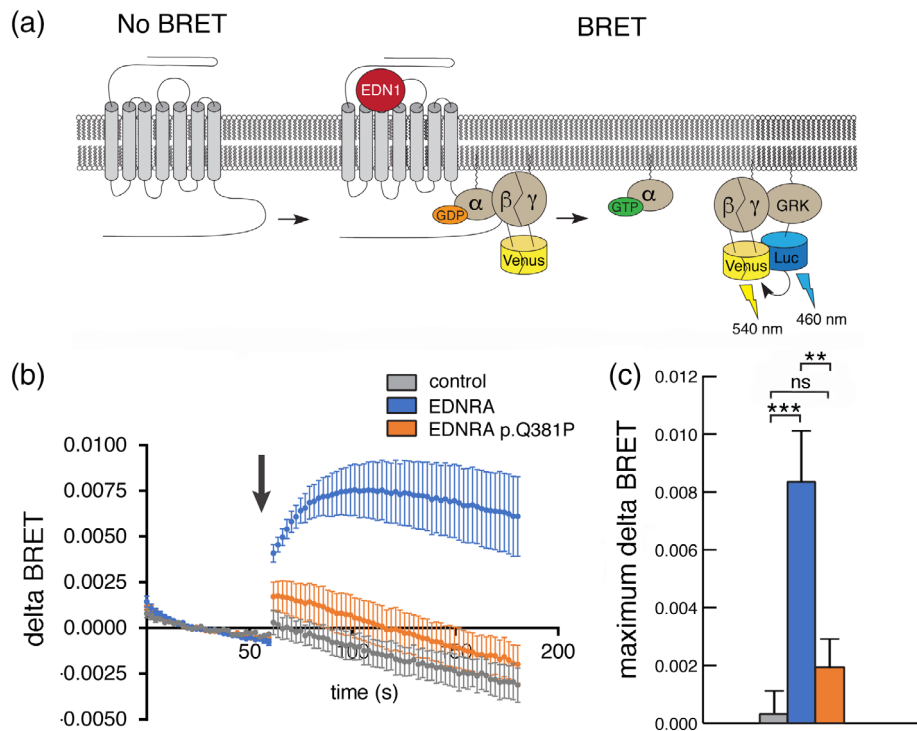 (a)
No BRET
BRET
EDN1
GDP
α
β
γ
Venus
GTP
α
β
γ
GRK
Venus
Luc
540 nm
460 nm
(b)
control
EDNRA
EDNRA p.Q381P
delta BRET
0.0100
0.0075
0.0050
0.0025
0.0000
-0.0025
-0.0050
50
200
time (s)
(c)
maximum delta BRET
0.012
0.010
0.008
0.006
0.004
0.002
0.000
**
ns
***